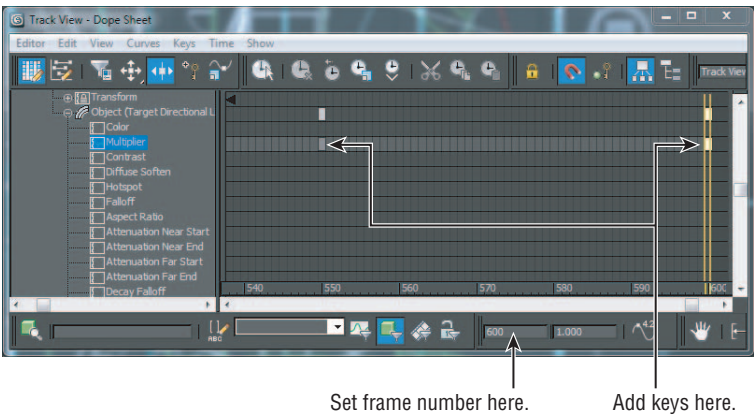 Track View - Dope Sheet
Editor Edit View Curves Keys Time Show
Track View
Transform
Object (Target Directional L
Color
Multiplier
Contrast
Diffuse Soften
Hotspot
Falloff
Aspect Ratio
Attenuation Near Start
Attenuation Near End
Attenuation Far Start
Attenuation Far End
Decay Falloff
540 550 560 570 580 590 600
ABC
600 1.000
4.2
Set frame number here.
Add keys here.